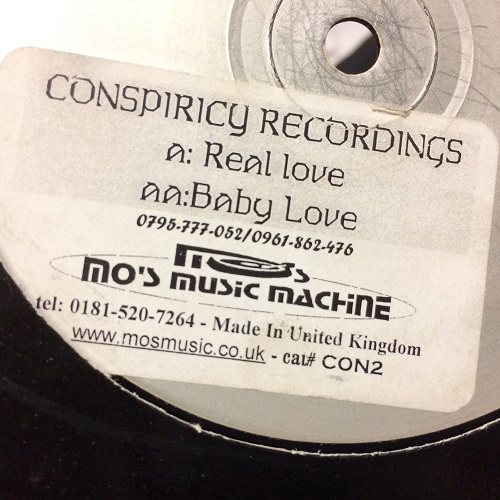 CONSPIRICY RECORDINGS
a: Real love
aa:Baby Love
0795-777-052/0961-862-476
MO'S
MO'S MUSIC MACHINE
tel: 0181-520-7264 - Made In United Kingdom
www.mosmusic.co.uk - cat# CON2